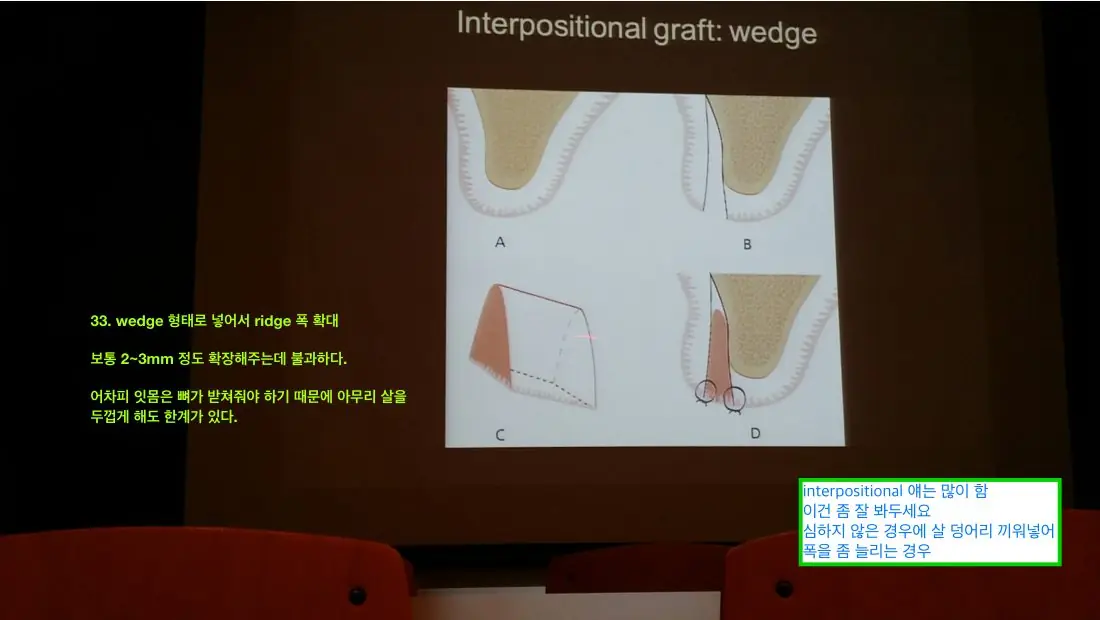 Interpositional graft: wedge
A
B
C
D
33. wedge 형태로 넣어서 ridge 폭 확대
보통 2~3mm 정도 확장해주는데 불과하다.
어차피 잇몸은 뼈가 받쳐줘야 하기 때문에 아무리 살을
두껍게 해도 한계가 있다.
interpositional 얘는 많이 함
이건 좀 잘 봐두세요
심하지 않은 경우에 살 덩어리 끼워넣어
폭을 좀 늘리는 경우